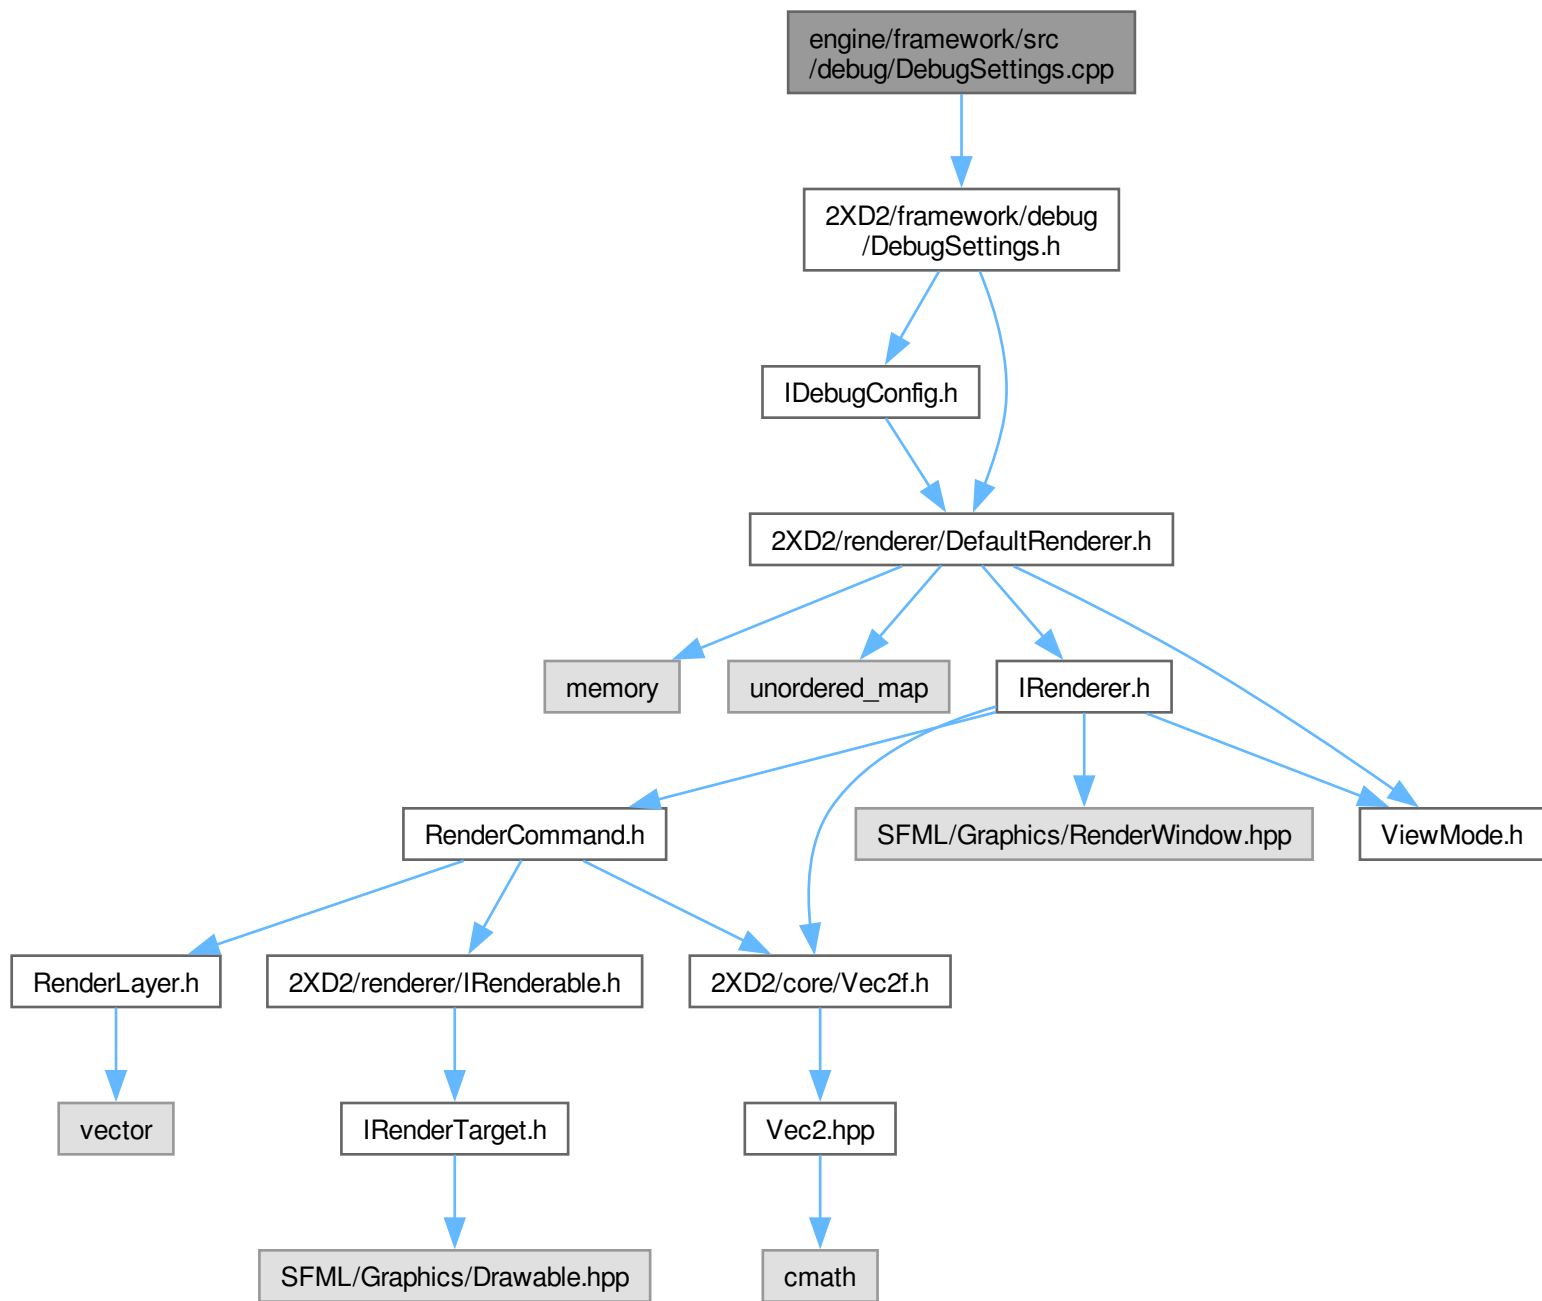 engine/framework/src
/debug/DebugSettings.cpp
2XD2/framework/debug
/DebugSettings.h
IDebugConfig.h
2XD2/renderer/DefaultRenderer.h
memory
unordered_map
IRenderer.h
RenderCommand.h
SFML/Graphics/RenderWindow.hpp
ViewMode.h
RenderLayer.h
2XD2/renderer/IRenderable.h
2XD2/core/Vec2f.h
vector
IRenderTarget.h
Vec2.hpp
SFML/Graphics/Drawable.hpp
cmath